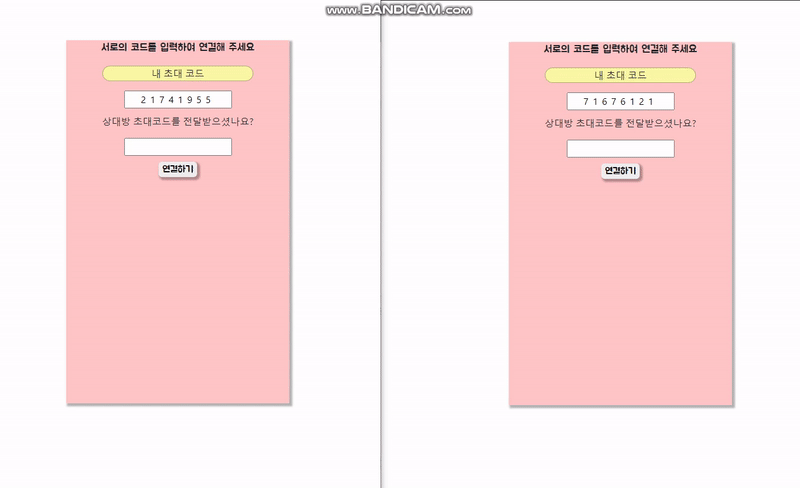 www.BANDICAM.com
서로의 코드를 입력하여 연결해 주세요
내 초대 코드
21741955
상대방 초대코드를 전달받으셨나요?
연결하기
서로의 코드를 입력하여 연결해 주세요
내 초대 코드
71676121
상대방 초대코드를 전달받으셨나요?
연결하기